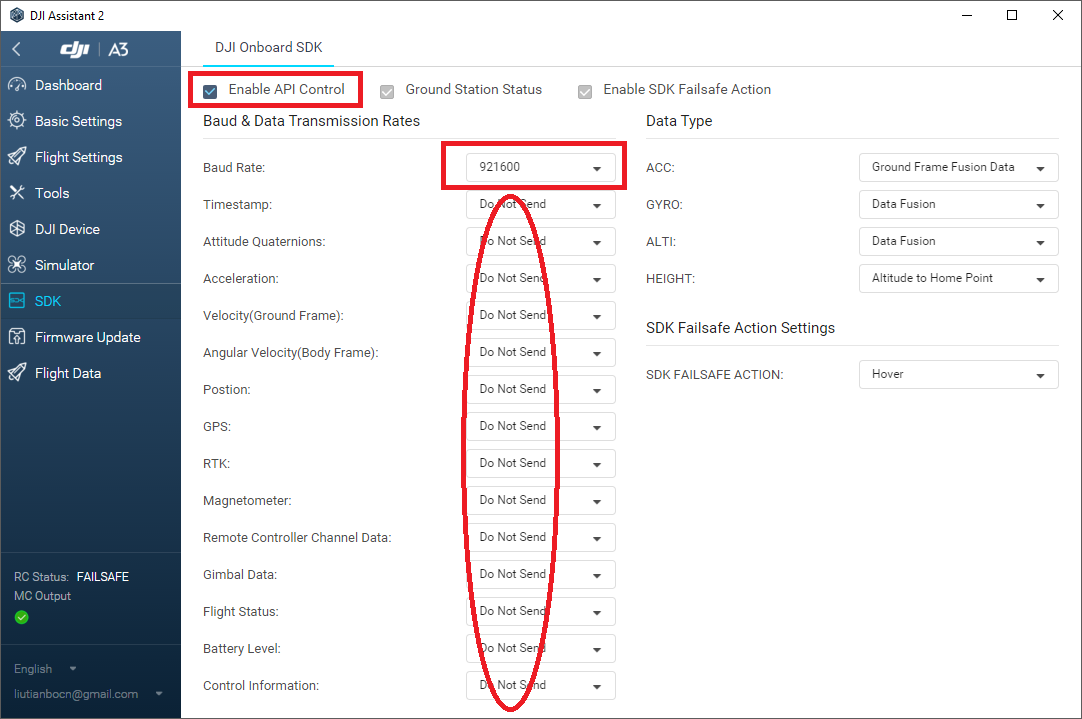 DJI Assistant 2
dji A3
Dashboard
Basic Settings
Flight Settings
Tools
DJI Device
Simulator
SDK
Firmware Update
Flight Data
RC Status: FAILSAFE
MC Output
English
liutianbocn@gmail.com
DJI Onboard SDK
Enable API Control Ground Station Status Enable SDK Failsafe Action
Baud & Data Transmission Rates
Baud Rate: 921600
Timestamp: Do Not Send
Attitude Quaternions: Do Not Send
Acceleration: Do Not Send
Velocity(Ground Frame): Do Not Send
Angular Velocity(Body Frame): Do Not Send
Postion: Do Not Send
GPS: Do Not Send
RTK: Do Not Send
Magnetometer: Do Not Send
Remote Controller Channel Data: Do Not Send
Gimbal Data: Do Not Send
Flight Status: Do Not Send
Battery Level: Do Not Send
Control Information: Do Not Send
Data Type
ACC: Ground Frame Fusion Data
GYRO: Data Fusion
ALTI: Data Fusion
HEIGHT: Altitude to Home Point
SDK Failsafe Action Settings
SDK FAILSAFE ACTION: Hover